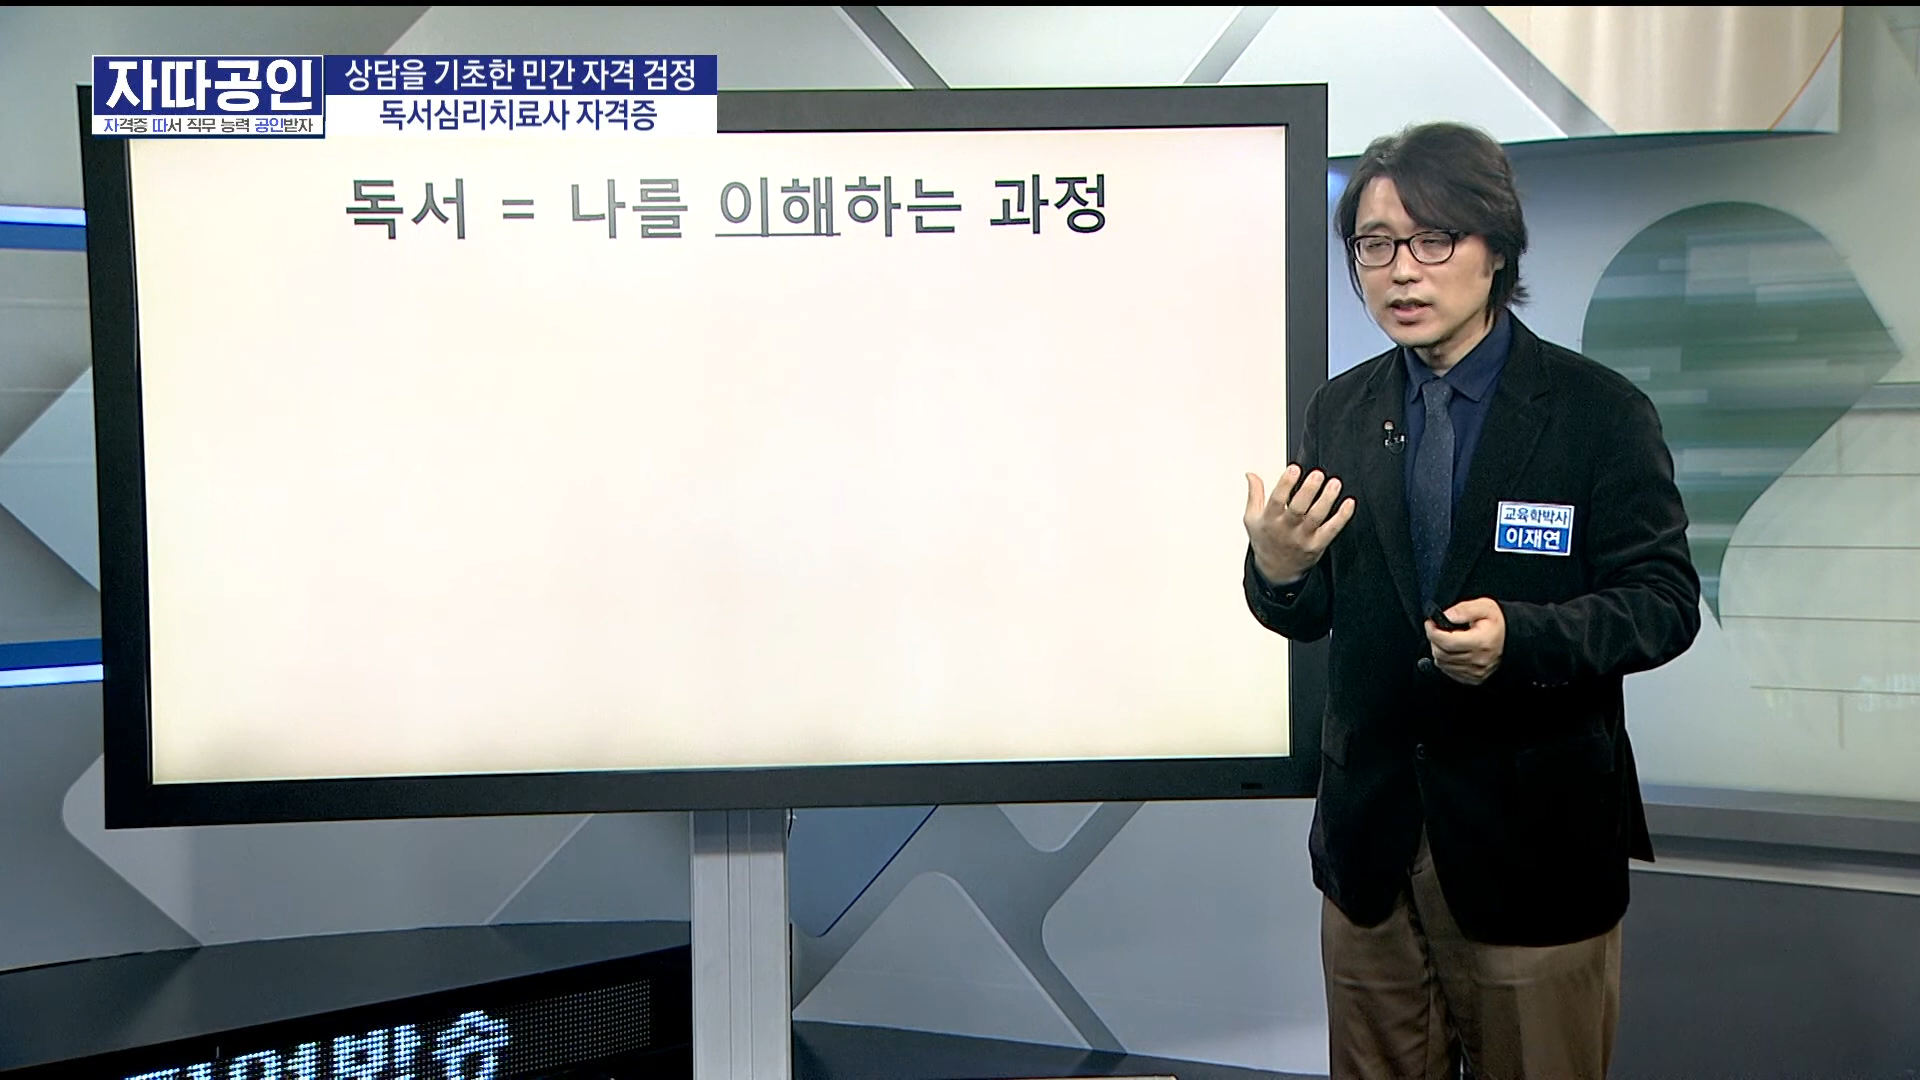 자따공인
자격증 따서 직무 능력 공인받자
상담을 기초한 민간 자격 검정
독서심리치료사 자격증
독서 = 나를 이해하는 과정
교육학박사
이재연